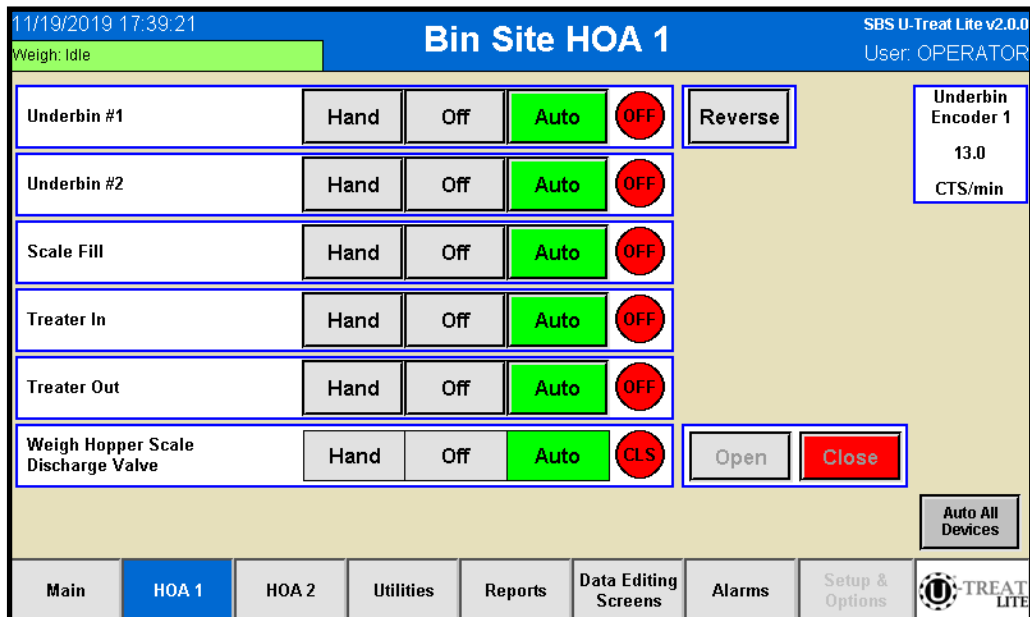 11/19/2019 17:39:21
Bin Site HOA 1
SBS U-Treat Lite v2.0.0
Weigh: Idle
User: OPERATOR
Underbin #1
Hand
Off
Auto
OFF
Reverse
Underbin
Encoder 1
13.0
CTS/min
Underbin #2
Hand
Off
Auto
OFF
Scale Fill
Hand
Off
Auto
OFF
Treater In
Hand
Off
Auto
OFF
Treater Out
Hand
Off
Auto
OFF
Weigh Hopper Scale
Discharge Valve
Hand
Off
Auto
CLS
Open
Close
Auto All
Devices
Main
HOA 1
HOA 2
Utilities
Reports
Data Editing
Screens
Alarms
Setup &
Options
U-TREAT
LITE